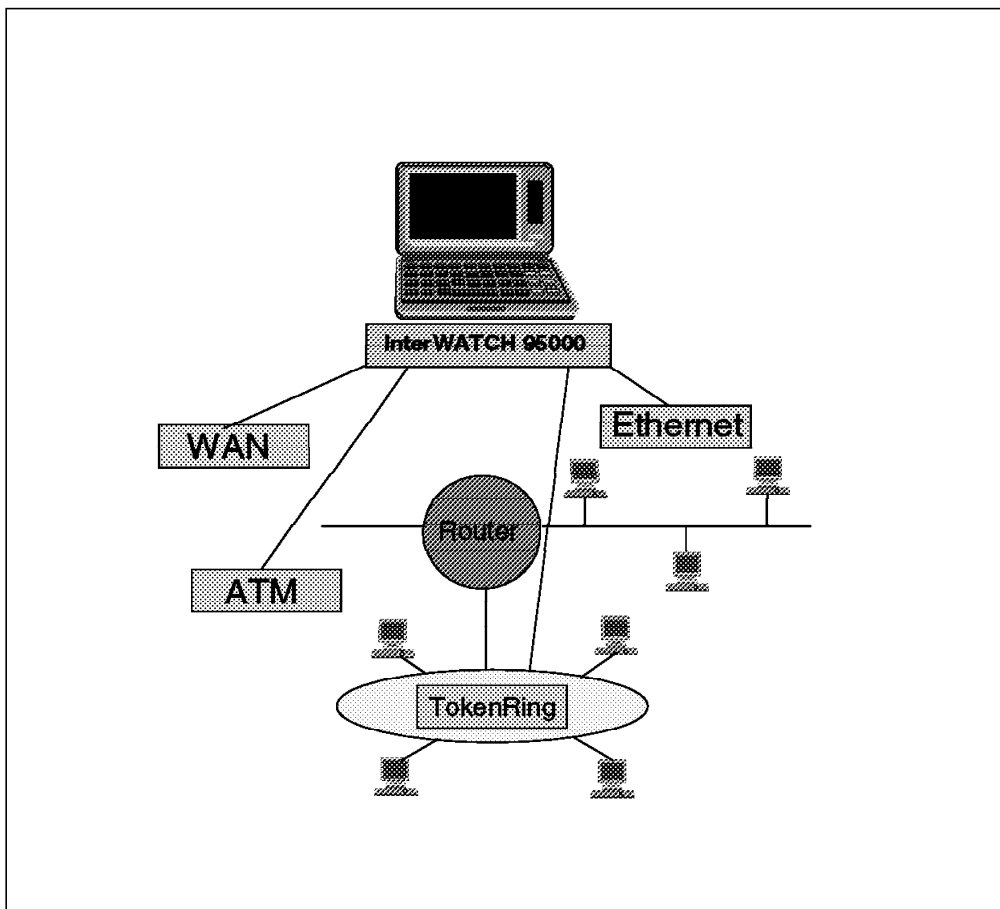 InterWATCH 95000
WAN
Ethernet
Router
ATM
TokenRing